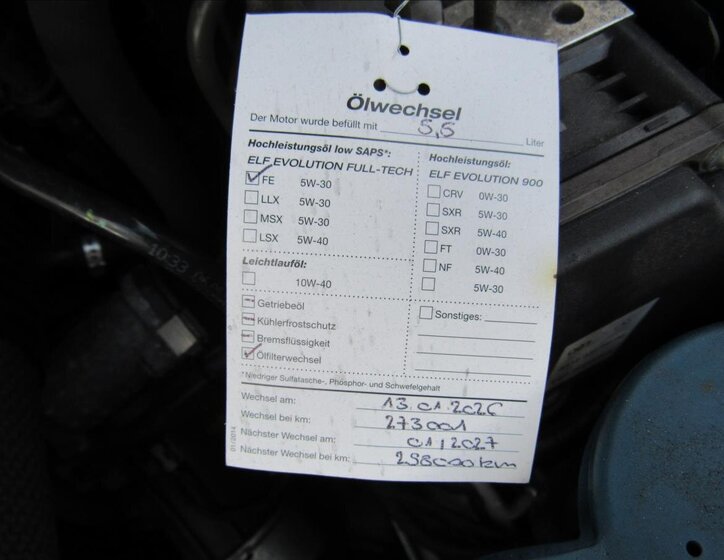 Ölwechsel
Der Motor wurde befüllt mit 5,5 Liter
Hochleistungsöl low SAPS*:
ELF EVOLUTION FULL-TECH
FE 5W-30
LLX 5W-30
MSX 5W-30
LSX 5W-40
Leichtlauföl:
10W-40
Getriebeöl
Kühlerfrostschutz
Bremsflüssigkeit
Ölfilterwechsel
Hochleistungsöl:
ELF EVOLUTION 900
CRV 0W-30
SXR 5W-30
SXR 5W-40
FT 0W-30
NF 5W-40
5W-30
Sonstiges:
*Niedriger Sulfatasche-, Phosphor- und Schwefelgehalt
Wechsel am: 13.01.2026
Wechsel bei km: 273001
Nächster Wechsel am: 01/2027
Nächster Wechsel bei km: 298000km
01/2014
1033